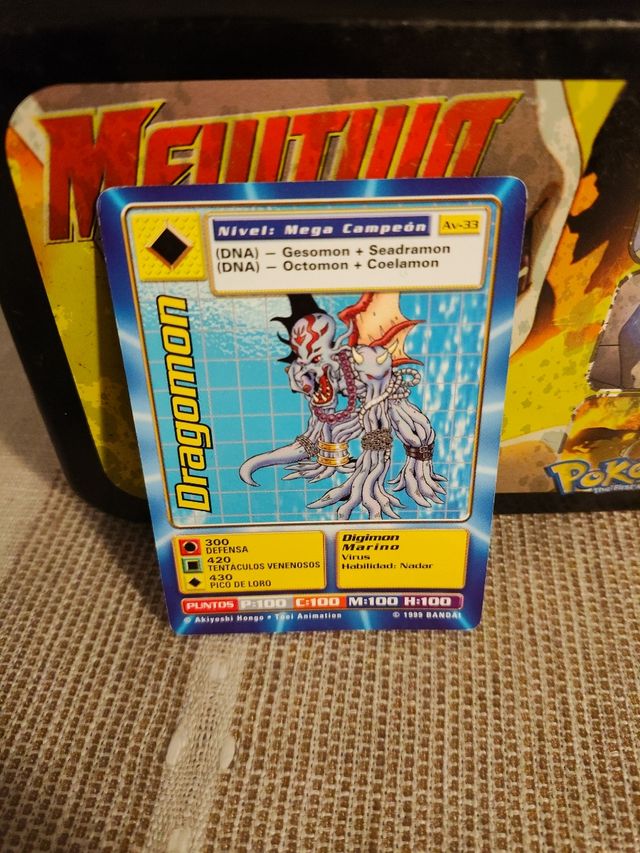 MEWTWO
Nivel: Mega Campeón
Av-33
(DNA) — Gesomon + Seadramon
(DNA) — Octomon + Coelamon
Dragomon
300
DEFENSA
420
TENTACULOS VENENOSOS
430
PICO DE LORO
Digimon
Marino
Virus
Habilidad: Nadar
PUNTOS P:100 C:100 M:100 H:100
© Akiyoshi Hongo • Toei Animation
© 1999 BANDAI
POKé
The First